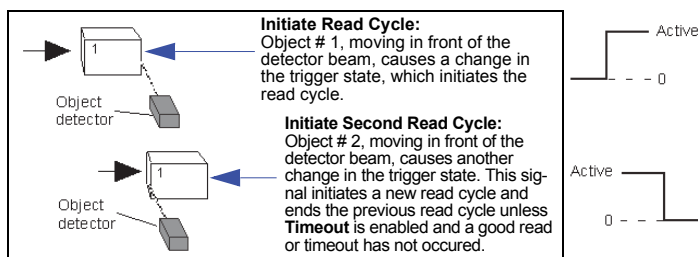 Initiate Read Cycle:
Object # 1, moving in front of the
detector beam, causes a change in
the trigger state, which initiates the
read cycle.
1
Object
detector
Active
0
Initiate Second Read Cycle:
Object # 2, moving in front of the
detector beam, causes another
change in the trigger state. This sig-
nal initiates a new read cycle and
ends the previous read cycle unless
Timeout is enabled and a good read
or timeout has not occured.
1
Object
detector
Active
0